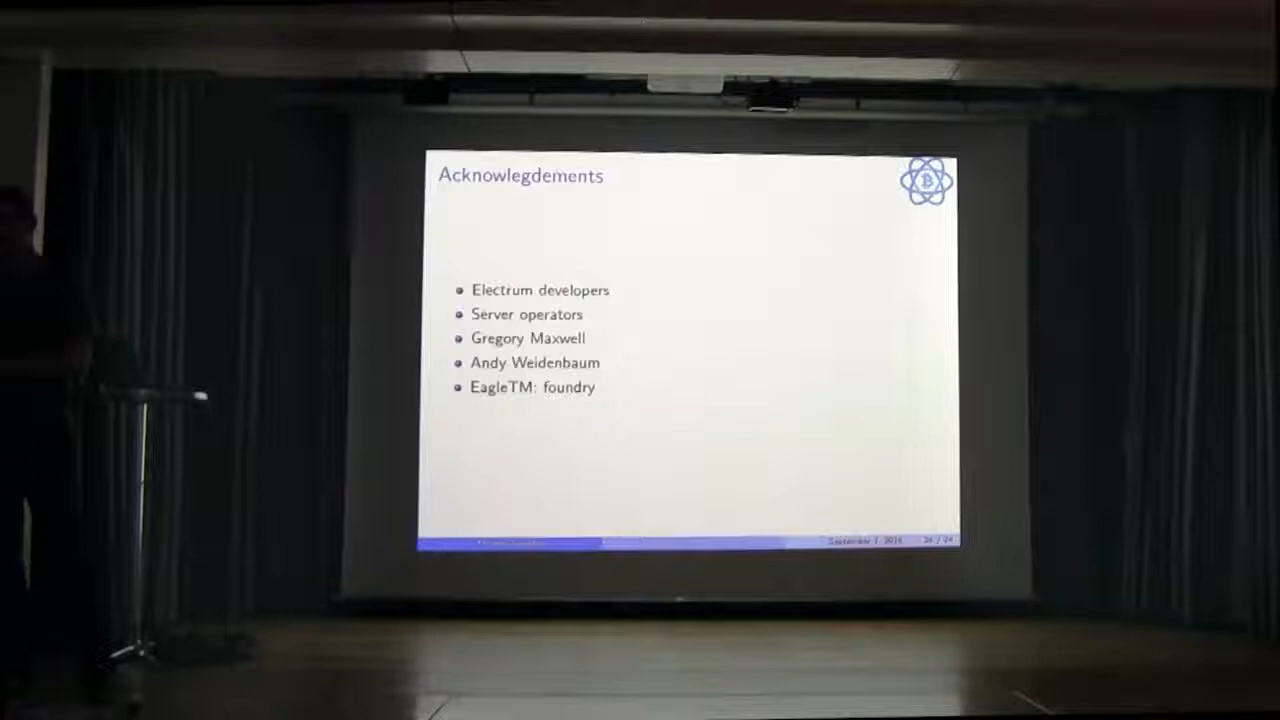 Acknowlegdements
Electrum developers
Server operators
Gregory Maxwell
Andy Weidenbaum
EagleTM: foundry